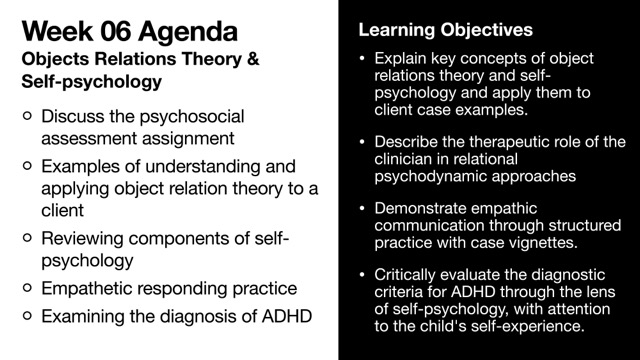 Week 06 Agenda
Objects Relations Theory &
Self-psychology
Discuss the psychosocial
assessment assignment
Examples of understanding and
applying object relation theory to a
client
Reviewing components of self-
psychology
Empathetic responding practice
Examining the diagnosis of ADHD
Learning Objectives
• Explain key concepts of object
relations theory and self-
psychology and apply them to
client case examples.
• Describe the therapeutic role of the
clinician in relational
psychodynamic approaches
• Demonstrate empathic
communication through structured
practice with case vignettes.
• Critically evaluate the diagnostic
criteria for ADHD through the lens
of self-psychology, with attention
to the child's self-experience.